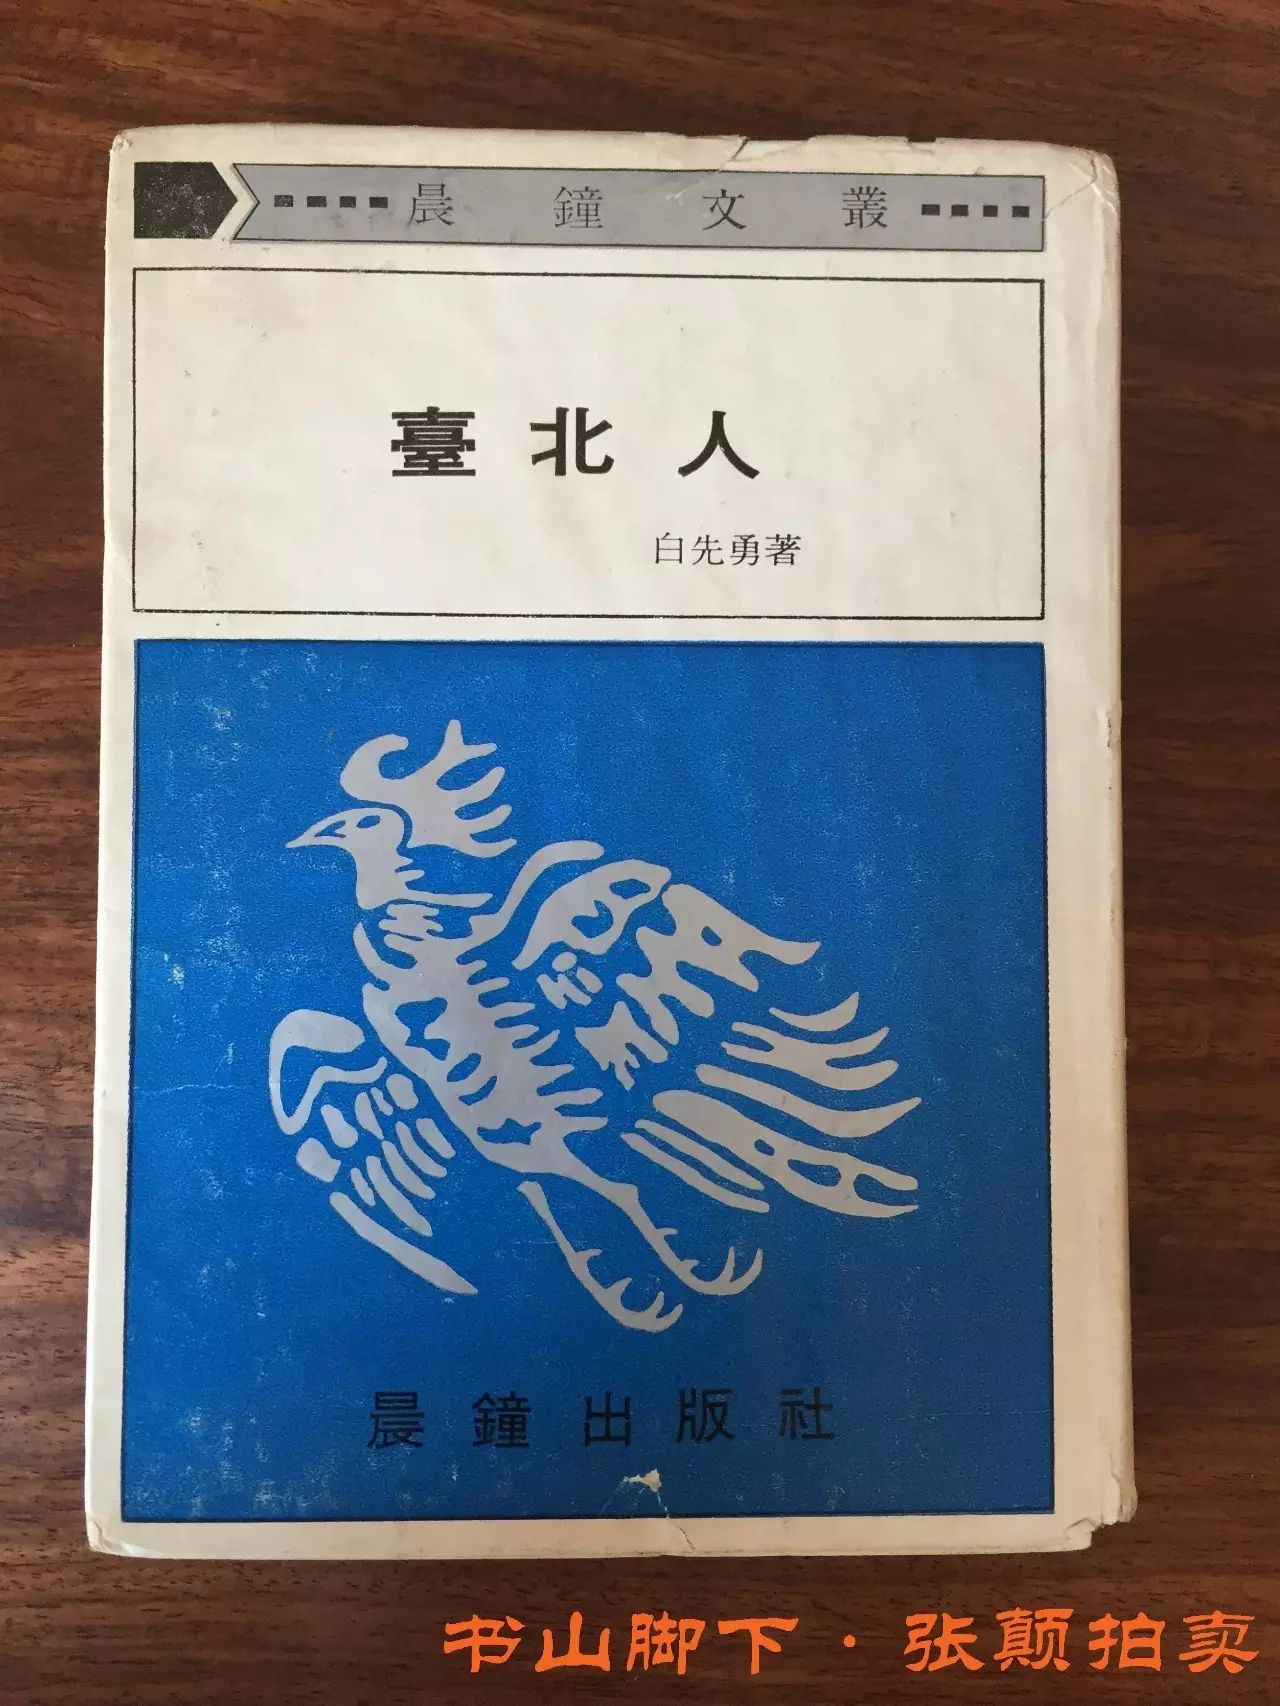 晨鐘文叢
臺北人
白先勇著
晨鐘出版社
书山脚下·张颠拍卖